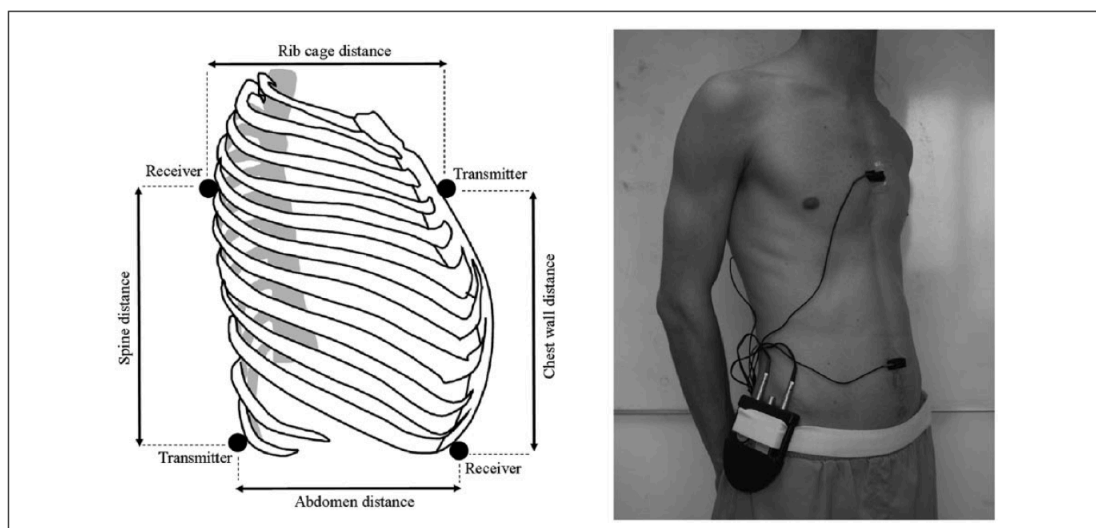 Rib cage distance
Receiver
Transmitter
Spine distance
Chest wall distance
Transmitter
Receiver
Abdomen distance